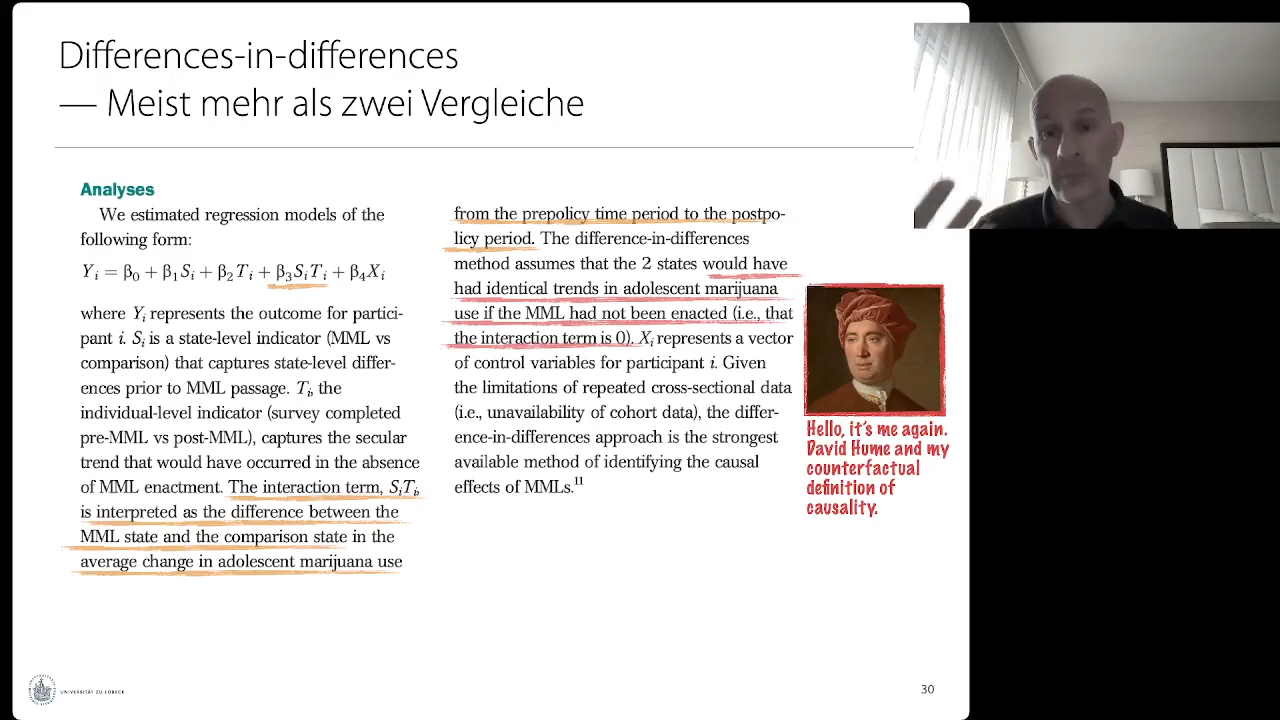 Differences-in-differences
— Meist mehr als zwei Vergleiche
Analyses
We estimated regression models of the
following form:
Y i = β0 + β1Si + β2Ti + β3SiTi + β4Xi
where Yi represents the outcome for partici-
pant i. Si is a state-level indicator (MML vs
comparison) that captures state-level differ-
ences prior to MML passage. Ti, the
individual-level indicator (survey completed
pre-MML vs post-MML), captures the secular
trend that would have occurred in the absence
of MML enactment. The interaction term, SiTi,
is interpreted as the difference between the
MML state and the comparison state in the
average change in adolescent marijuana use
from the prepolicy time period to the postpo-
licy period. The difference-in-differences
method assumes that the 2 states would have
had identical trends in adolescent marijuana
use if the MML had not been enacted (i.e., that
the interaction term is 0). Xi represents a vector
of control variables for participant i. Given
the limitations of repeated cross-sectional data
(i.e., unavailability of cohort data), the differ-
ence-in-differences approach is the strongest
available method of identifying the causal
effects of MMLs.11
Hello, it's me again.
David Hume and my
counterfactual
definition of
causality.
UNIVERSITÄT ZU LÜBECK
30